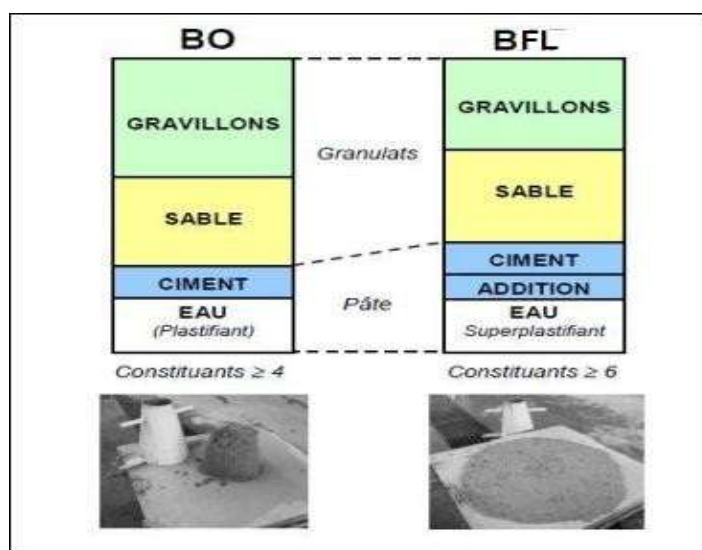 BO
BFL
GRAVILLONS
SABLE
CIMENT
EAU
(Plastifiant)
Constituants ≥ 4
Granulats
Pâte
GRAVILLONS
SABLE
CIMENT
ADDITION
EAU
Superplastifiant
Constituants ≥ 6